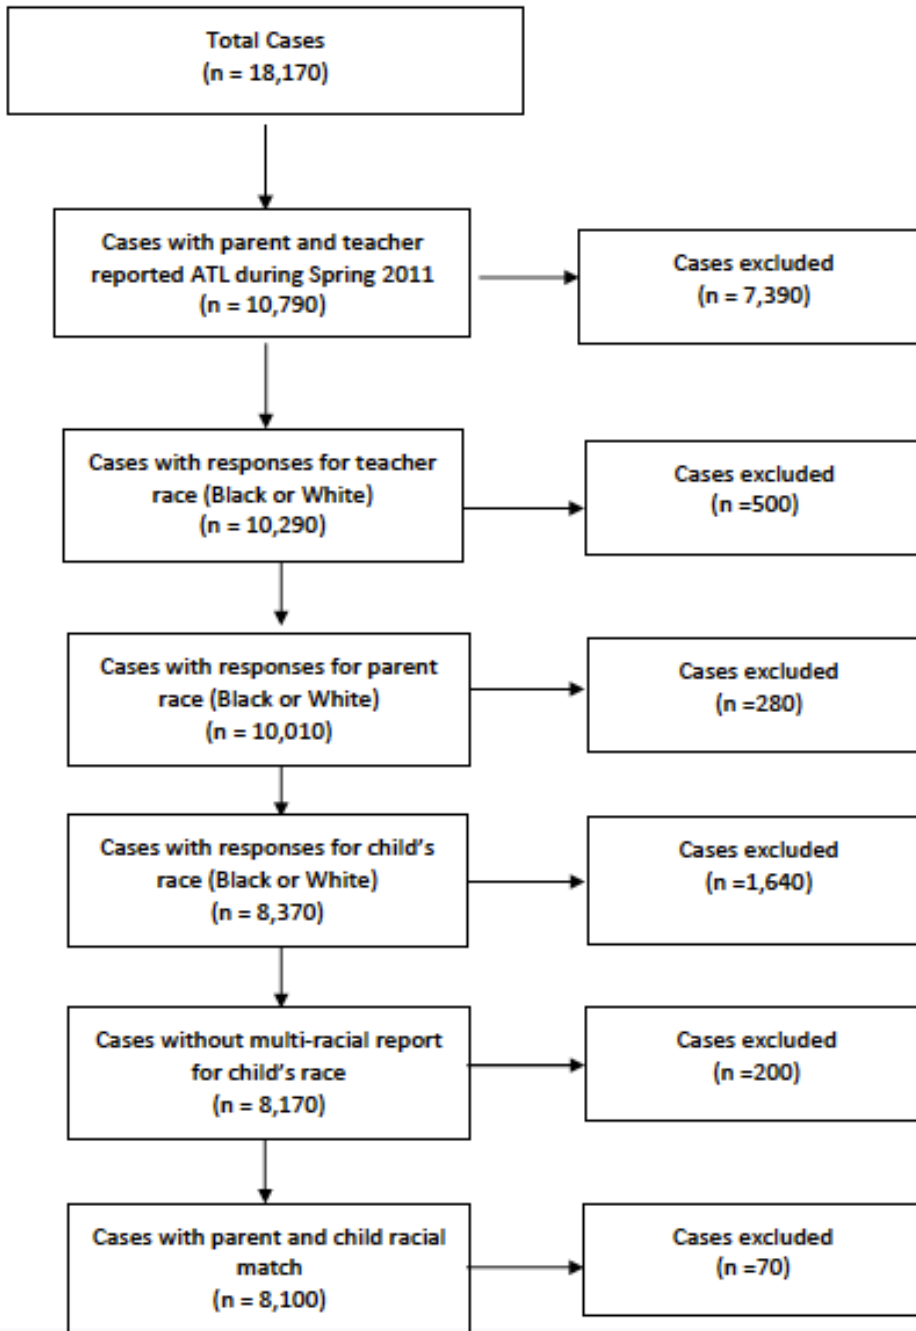 Total Cases
(n = 18,170)
Cases with parent and teacher
reported ATL during Spring 2011
(n = 10,790)
Cases excluded
(n = 7,390)
Cases with responses for teacher
race (Black or White)
(n = 10,290)
Cases excluded
(n =500)
Cases with responses for parent
race (Black or White)
(n = 10,010)
Cases excluded
(n =280)
Cases with responses for child's
race (Black or White)
(n = 8,370)
Cases excluded
(n =1,640)
Cases without multi-racial report
for child's race
(n = 8,170)
Cases excluded
(n =200)
Cases with parent and child racial
match
(n = 8,100)
Cases excluded
(n =70)